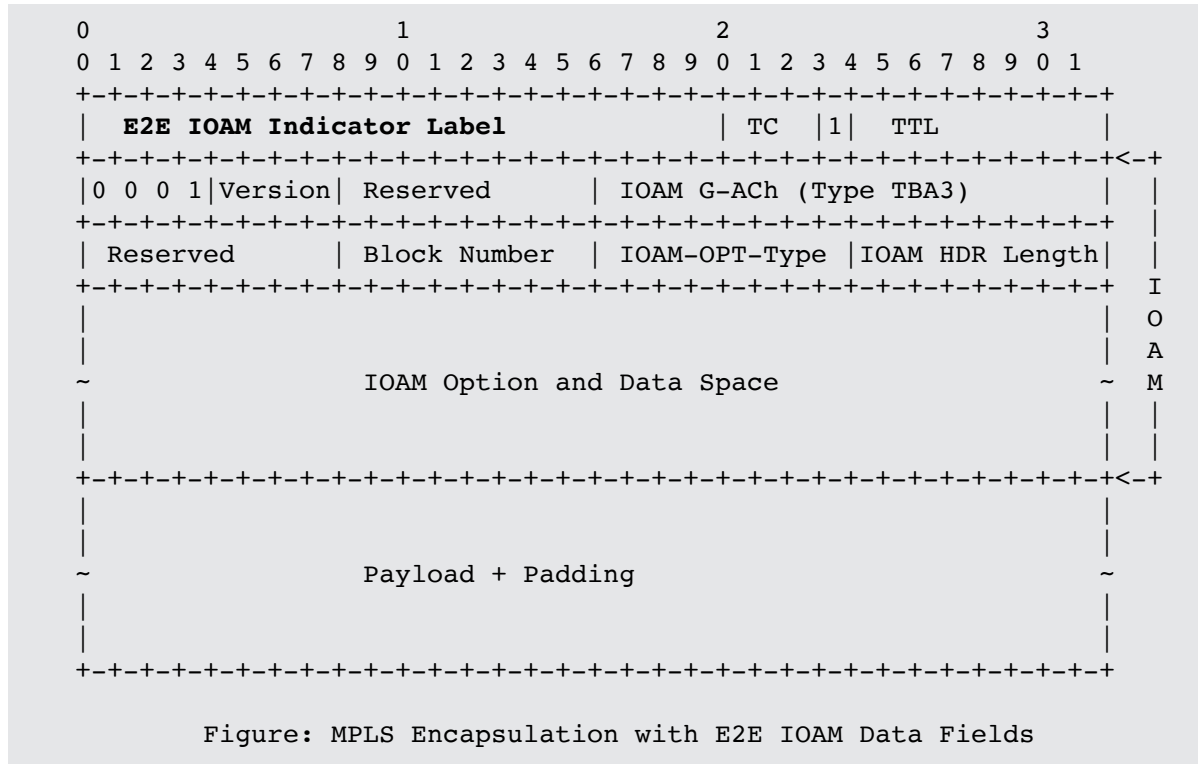 0                   1                   2                   3
0 1 2 3 4 5 6 7 8 9 0 1 2 3 4 5 6 7 8 9 0 1 2 3 4 5 6 7 8 9 0 1
+-+-+-+-+-+-+-+-+-+-+-+-+-+-+-+-+-+-+-+-+-+-+-+-+-+-+-+-+-+-+-+-+
|  E2E IOAM Indicator Label             | TC  |1|  TTL          |
+-+-+-+-+-+-+-+-+-+-+-+-+-+-+-+-+-+-+-+-+-+-+-+-+-+-+-+-+-+-+-+-+<-+
|0 0 0 1|Version| Reserved      | IOAM G-ACh (Type TBA3)        |  |
+-+-+-+-+-+-+-+-+-+-+-+-+-+-+-+-+-+-+-+-+-+-+-+-+-+-+-+-+-+-+-+-+  |
| Reserved      | Block Number  | IOAM-OPT-Type |IOAM HDR Length|  |
+-+-+-+-+-+-+-+-+-+-+-+-+-+-+-+-+-+-+-+-+-+-+-+-+-+-+-+-+-+-+-+-+  I
|                                                               |  O
|                                                               |  A
~                 IOAM Option and Data Space                    ~  M
|                                                               |  |
|                                                               |  |
+-+-+-+-+-+-+-+-+-+-+-+-+-+-+-+-+-+-+-+-+-+-+-+-+-+-+-+-+-+-+-+-+<-+
|                                                               |
|                                                               |
~                 Payload + Padding                             ~
|                                                               |
|                                                               |
+-+-+-+-+-+-+-+-+-+-+-+-+-+-+-+-+-+-+-+-+-+-+-+-+-+-+-+-+-+-+-+-+
Figure: MPLS Encapsulation with E2E IOAM Data Fields